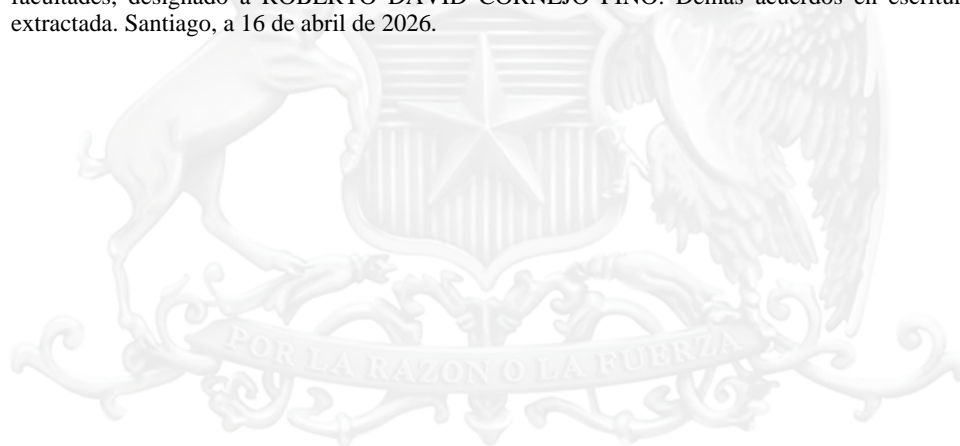 facultades, designado a ROBERTO DAVID CORNEJO PINO. Demás acuerdos en escritura
extractada. Santiago, a 16 de abril de 2026.
POR LA RAZON O LA FUERZA